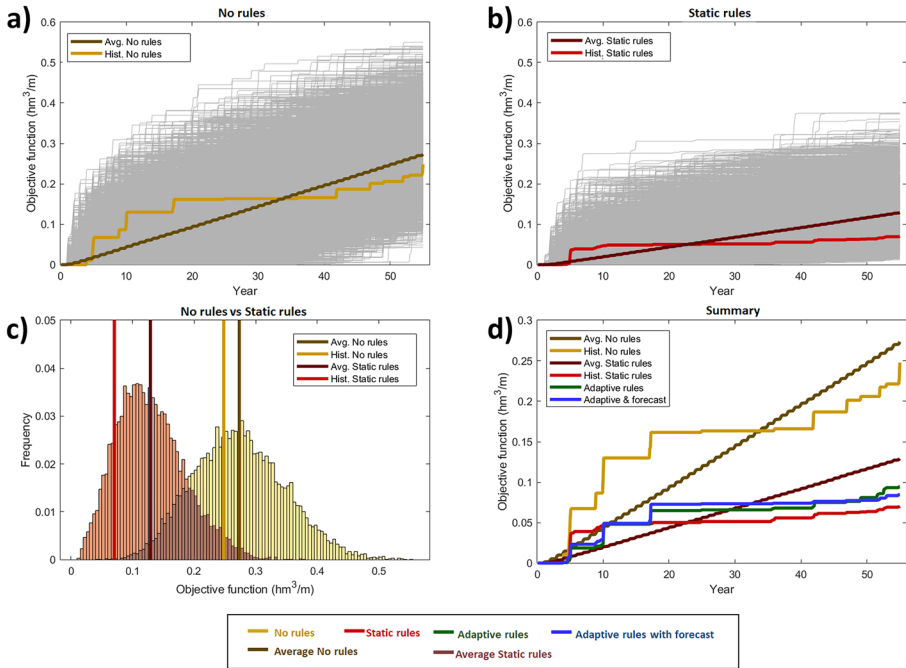 a)
No rules
Objective function (hm³/m)
0.6
0.5
0.4
0.3
0.2
0.1
0
Avg. No rules
Hist. No rules
0 10 20 30 40 50
Year
b)
Static rules
Objective function (hm³/m)
0.6
0.5
0.4
0.3
0.2
0.1
0
Avg. Static rules
Hist. Static rules
0 10 20 30 40 50
Year
c)
No rules vs Static rules
Frequency
0.05
0.04
0.03
0.02
0.01
0
Avg. No rules
Hist. No rules
Avg. Static rules
Hist. Static rules
0 0.1 0.2 0.3 0.4 0.5
Objective function (hm³/m)
d)
Summary
Objective function (hm³/m)
0.3
0.25
0.2
0.15
0.1
0.05
0
Avg. No rules
Hist. No rules
Avg. Static rules
Hist. Static rules
Adaptive rules
Adaptive & forecast
0 10 20 30 40 50
Year
No rules Static rules Adaptive rules Adaptive rules with forecast
Average No rules Average Static rules